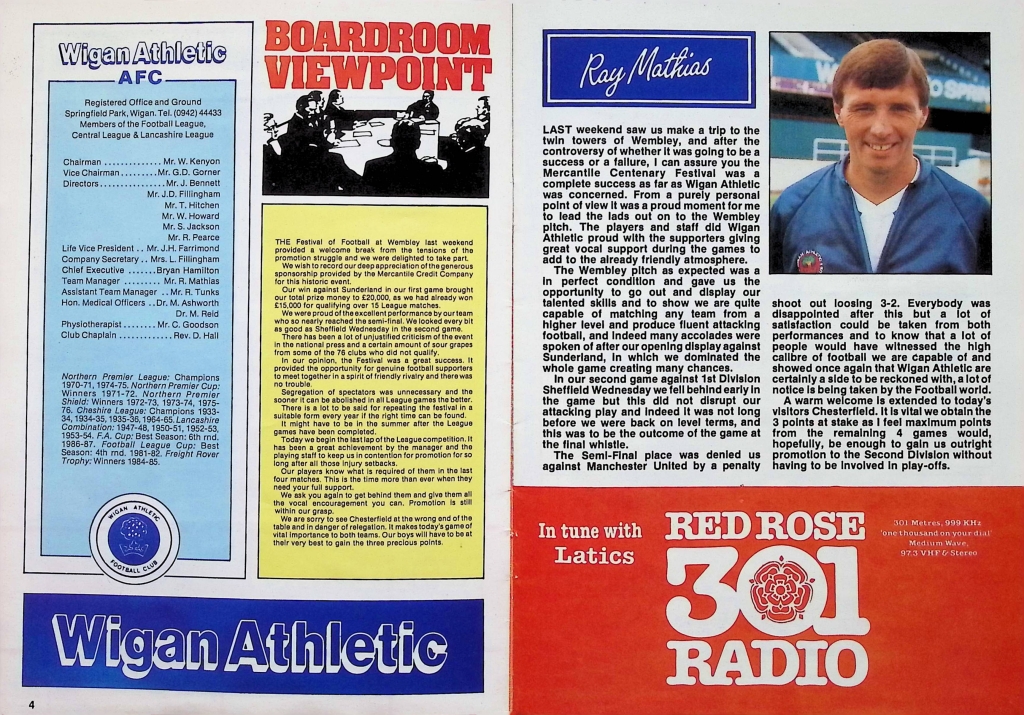 Wigan Athletic
AFC
Registered Office and Ground
Springfield Park, Wigan. Tel. (0942) 44433
Members of the Football League,
Central League & Lancashire League
Chairman ............. Mr. W. Kenyon
Vice Chairman ......... Mr. G.D. Gorner
Directors............... Mr. J. Bennett
Mr. J.D. Fillingham
Mr. T. Hitchen
Mr. W. Howard
Mr. S. Jackson
Mr. R. Pearce
Life Vice President .. Mr. J.H. Farrimond
Company Secretary .. Mrs. L. Fillingham
Chief Executive ....... Bryan Hamilton
Team Manager ........ Mr. R. Mathias
Assistant Team Manager .. Mr. R. Tunks
Hon. Medical Officers .. Dr. M. Ashworth
Dr. M. Reid
Physiotherapist ....... Mr. C. Goodson
Club Chaplain ........... Rev. D. Hall
Northern Premier League: Champions
1970-71, 1974-75. Northern Premier Cup:
Winners 1971-72. Northern Premier
Shield: Winners 1972-73, 1973-74, 1975-
76. Cheshire League: Champions 1933-
34, 1934-35, 1935-36, 1964-65. Lancashire
Combination: 1947-48, 1950-51, 1952-53,
1953-54. F.A. Cup: Best Season: 6th rnd.
1986-87. Football League Cup: Best
Season: 4th rnd. 1981-82. Freight Rover
Trophy: Winners 1984-85.
WIGAN ATHLETIC
FOOTBALL CLUB
BOARDROOM
VIEWPOINT
THE Festival of Football at Wembley last weekend
provided a welcome break from the tensions of the
promotion struggle and we were delighted to take part.
We wish to record our deep appreciation of the generous
sponsorship provided by the Mercantile Credit Company
for this historic event.
Our win against Sunderland in our first game brought
our total prize money to £20,000, as we had already won
£15,000 for qualifying over 15 League matches.
We were proud of the excellent performance by our team
who so nearly reached the semi-final. We looked every bit
as good as Sheffield Wednesday in the second game.
There has been a lot of unjustified criticism of the event
in the national press and a certain amount of sour grapes
from some of the 76 clubs who did not qualify.
In our opinion, the Festival was a great success. It
provided the opportunity for genuine football supporters
to meet together in a spirit of friendly rivalry and there was
no trouble.
Segregation of spectators was unnecessary and the
sooner it can be abolished in all League games the better.
There is a lot to be said for repeating the festival in a
suitable form every year if the right time can be found.
It might have to be in the summer after the League
games have been completed.
Today we begin the last lap of the League competition. It
has been a great achievement by the manager and the
playing staff to keep us in contention for promotion for so
long after all those injury setbacks.
Our players know what is required of them in the last
four matches. This is the time more than ever when they
need your full support.
We ask you again to get behind them and give them all
the vocal encouragement you can. Promotion is still
within our grasp.
We are sorry to see Chesterfield at the wrong end of the
table and in danger of relegation. It makes today's game of
vital importance to both teams. Our boys will have to be at
their very best to gain the three precious points.
Wigan Athletic
4
Ray Mathias
LAST weekend saw us make a trip to the
twin towers of Wembley, and after the
controversy of whether it was going to be a
success or a failure, I can assure you the
Mercantile Centenary Festival was a
complete success as far as Wigan Athletic
was concerned. From a purely personal
point of view it was a proud moment for me
to lead the lads out on to the Wembley
pitch. The players and staff did Wigan
Athletic proud with the supporters giving
great vocal support during the games to
add to the already friendly atmosphere.
The Wembley pitch as expected was a
in perfect condition and gave us the
opportunity to go out and display our
talented skills and to show we are quite
capable of matching any team from a
higher level and produce fluent attacking
football, and indeed many accolades were
spoken of after our opening display against
Sunderland, in which we dominated the
whole game creating many chances.
In our second game against 1st Division
Sheffield Wednesday we fell behind early in
the game but this did not disrupt our
attacking play and indeed it was not long
before we were back on level terms, and
this was to be the outcome of the game at
the final whistle.
The Semi-Final place was denied us
against Manchester United by a penalty
shoot out loosing 3-2. Everybody was
disappointed after this but a lot of
satisfaction could be taken from both
performances and to know that a lot of
people would have witnessed the high
calibre of football we are capable of and
showed once again that Wigan Athletic are
certainly a side to be reckoned with, a lot of
notice is being taken by the Football world.
A warm welcome is extended to today's
visitors Chesterfield. It is vital we obtain the
3 points at stake as I feel maximum points
from the remaining 4 games would,
hopefully, be enough to gain us outright
promotion to the Second Division without
having to be involved in play-offs.
In tune with
Latics
RED ROSE
301
RADIO
301 Metres, 999 KHz
'one thousand on your dial'
Medium Wave,
97.3 VHF & Stereo